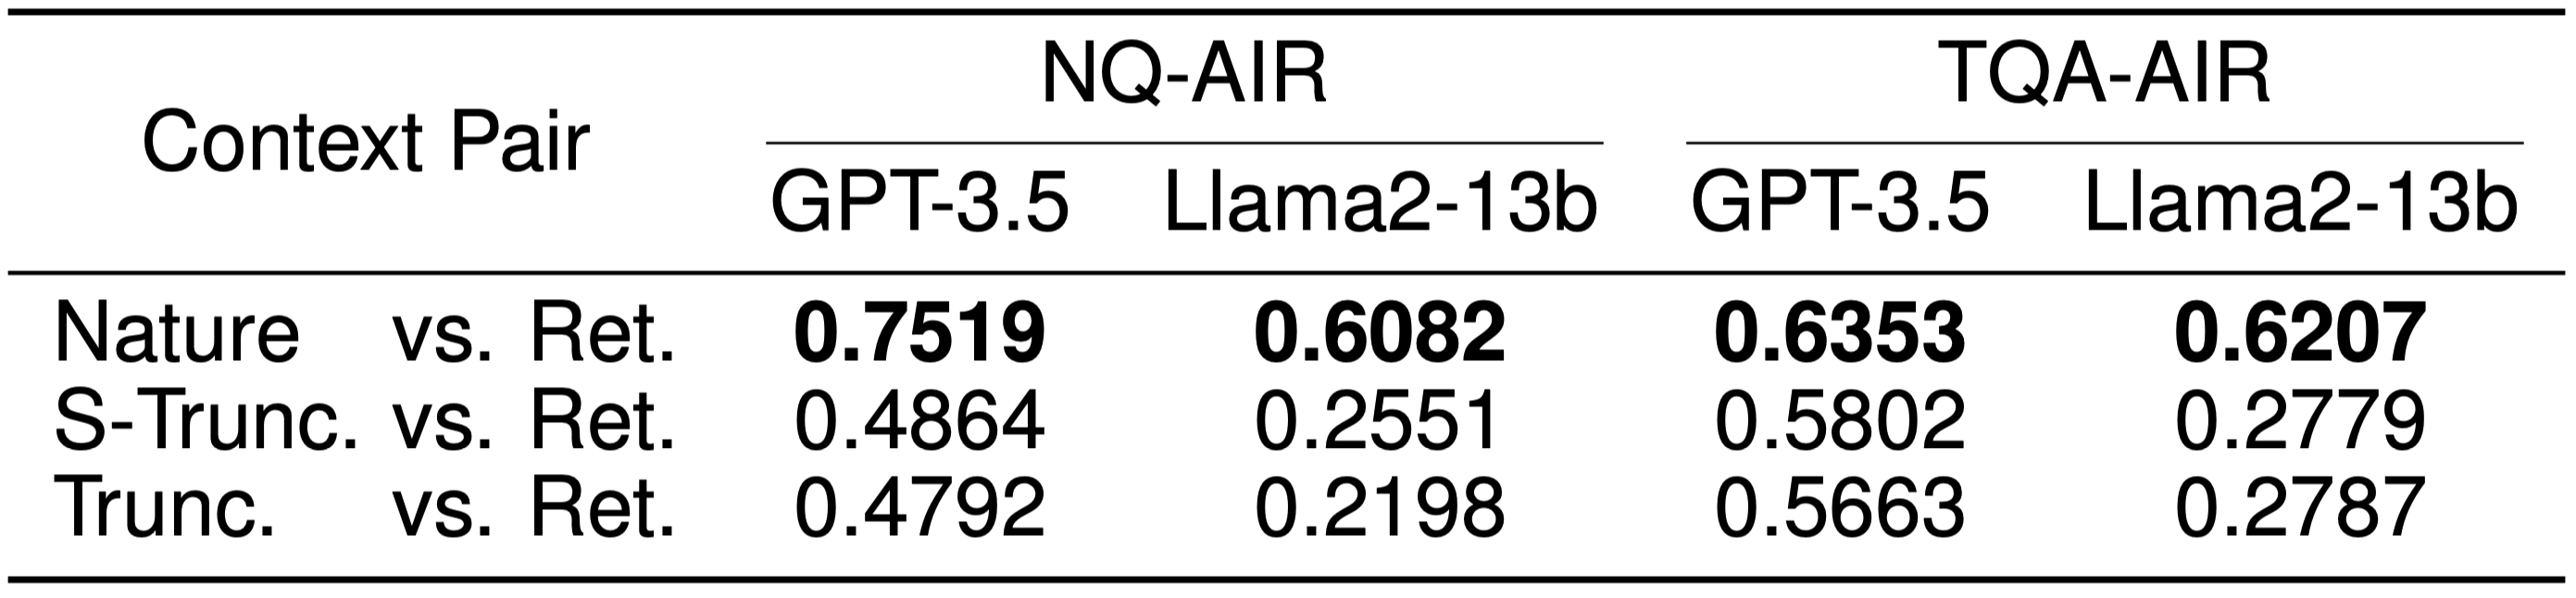 NQ-AIR TQA-AIR
Context Pair
GPT-3.5 Llama2-13b GPT-3.5 Llama2-13b
Nature vs. Ret. 0.7519 0.6082 0.6353 0.6207
S-Trunc. vs. Ret. 0.4864 0.2551 0.5802 0.2779
Trunc. vs. Ret. 0.4792 0.2198 0.5663 0.2787